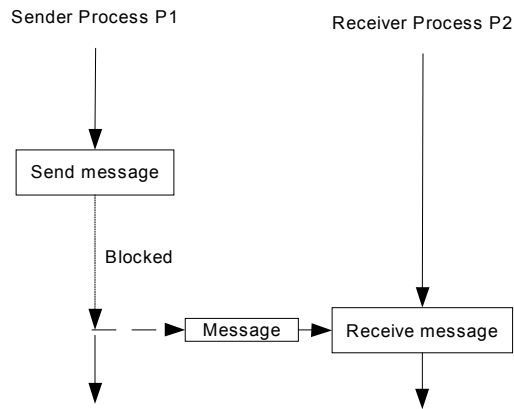 Sender Process P1
Receiver Process P2
Send message
Blocked
Message
Receive message